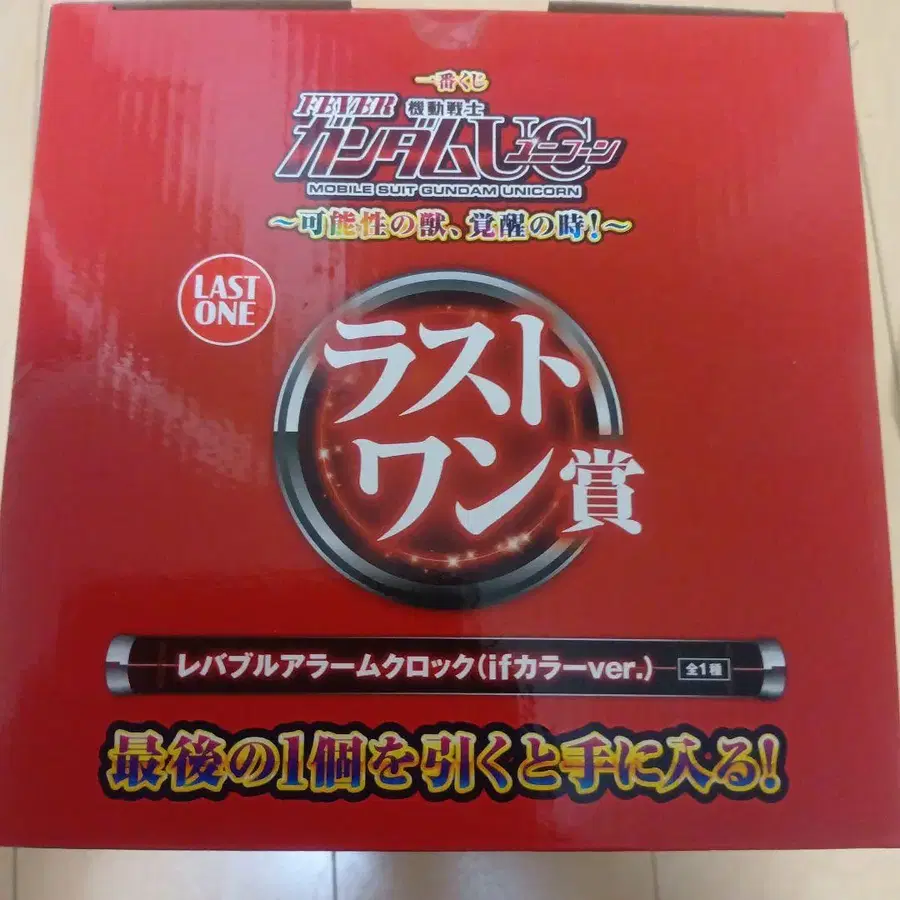 一番くじ
FEVER 機動戦士
ガンダムUC ユニコーン
MOBILE SUIT GUNDAM UNICORN
~可能性の獣、覚醒の時!~
LAST
ONE
ラスト
ワン賞
レバブルアラームクロック(ifカラーver.) 全1種
最後の1個を引くと手に入る!